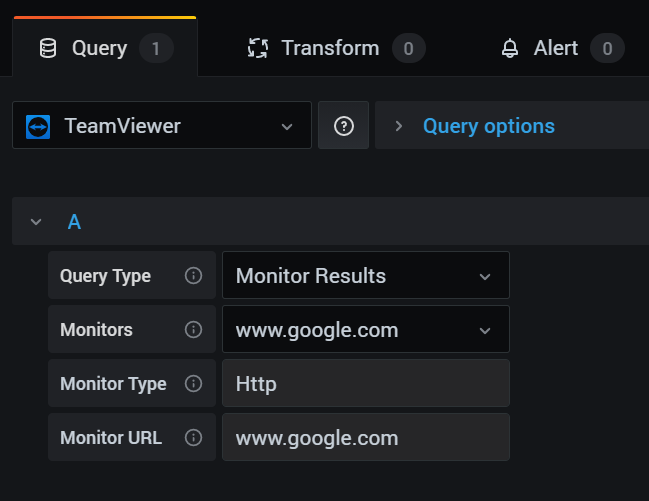 Query 1 Transform 0 Alert 0
TeamViewer ? Query options
A
Query Type Monitor Results
Monitors www.google.com
Monitor Type Http
Monitor URL www.google.com